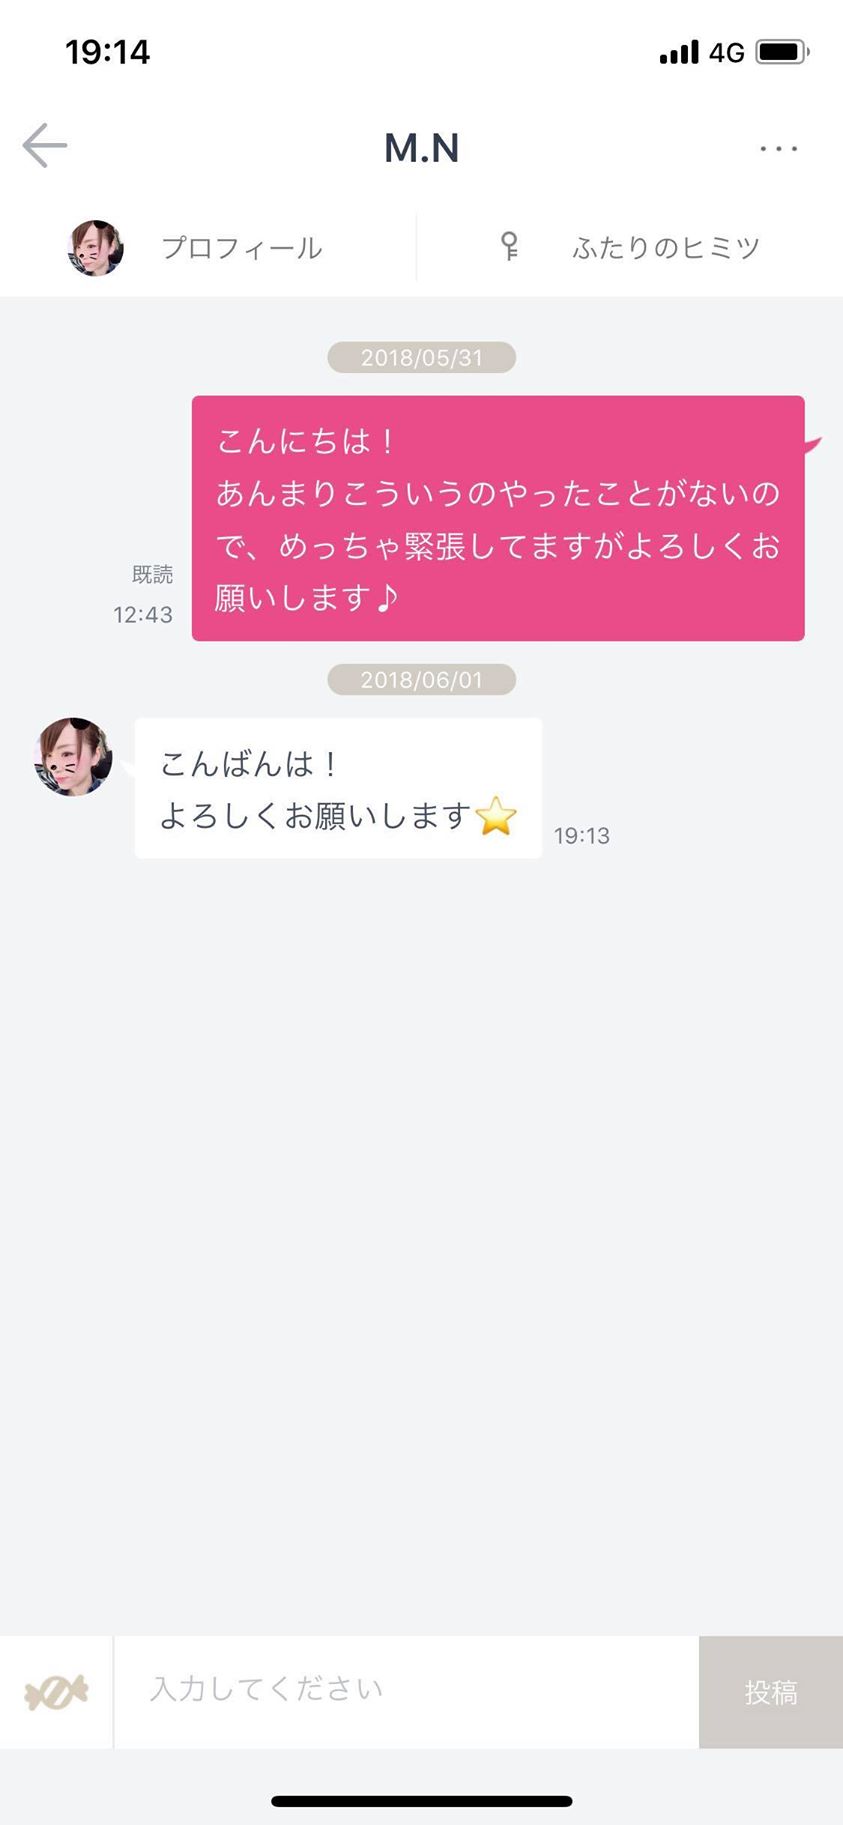 19:14 4G
M.N
...
プロフィール ふたりのヒミツ
2018/05/31
こんにちは！
あんまりこういうのやったことがないの
で、めっちゃ緊張してますがよろしくお
願いします♪
既読
12:43
2018/06/01
こんばんは！
よろしくお願いします⭐
19:13
入力してください 投稿